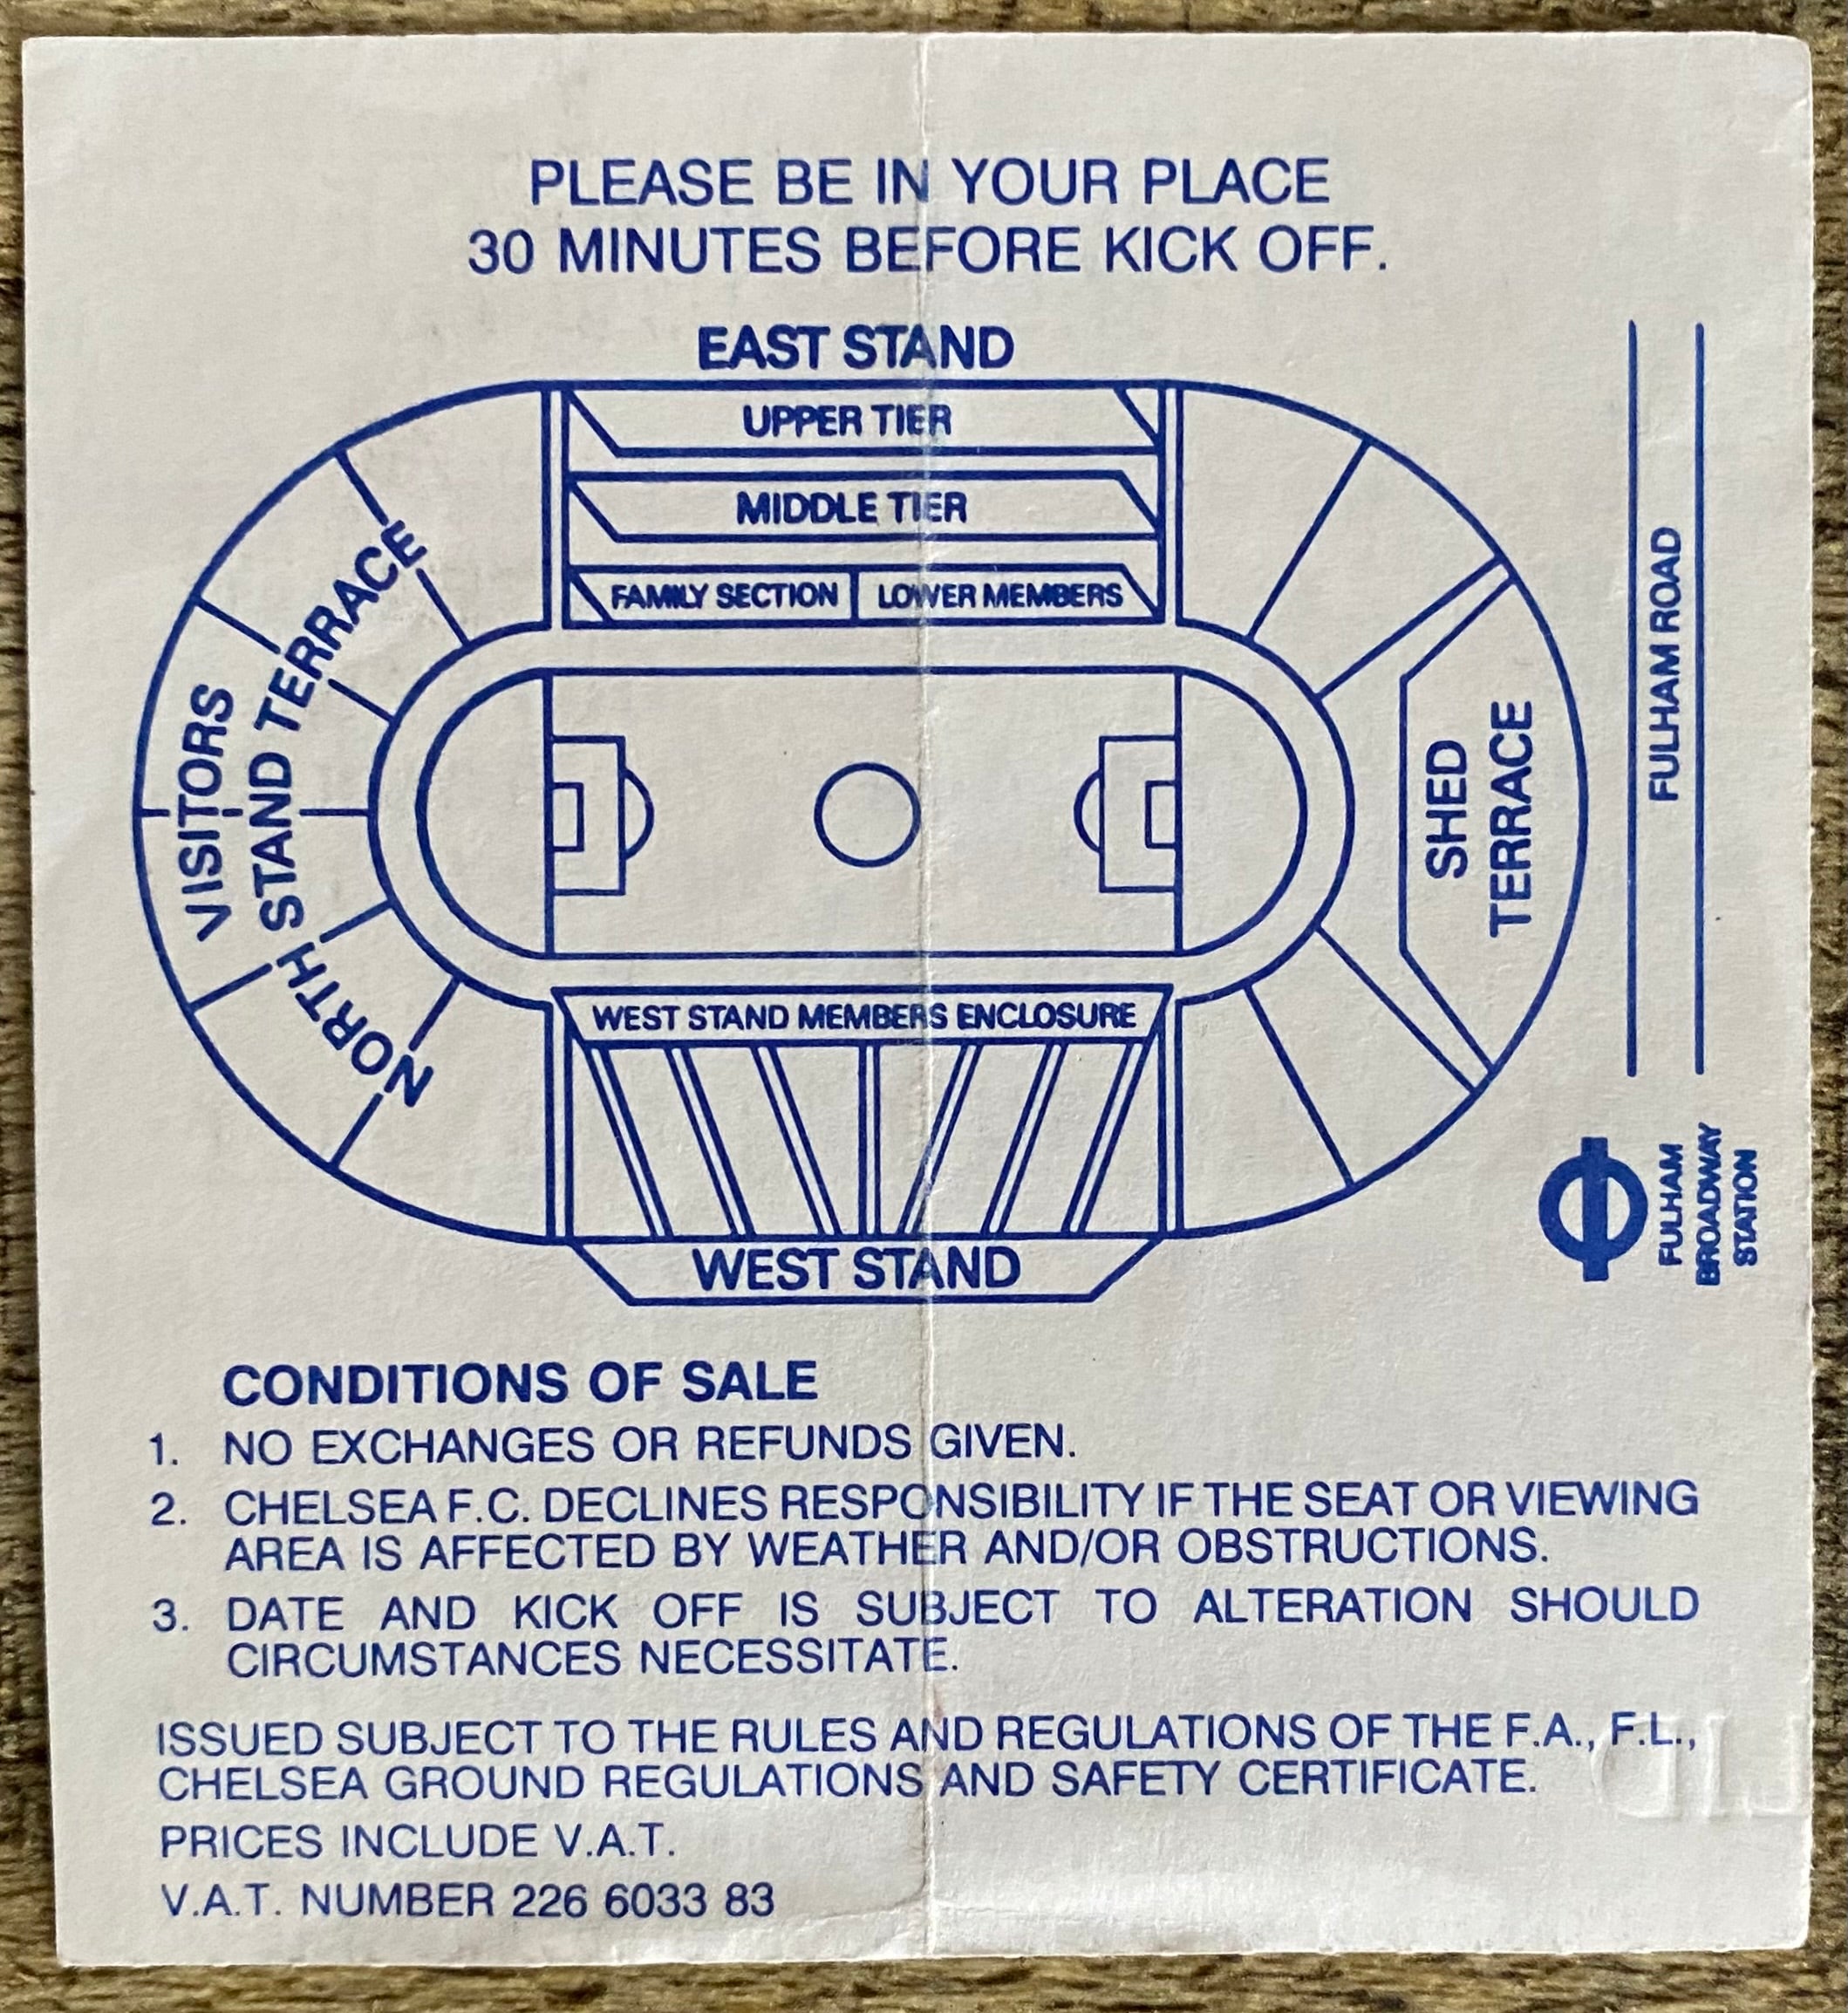 PLEASE BE IN YOUR PLACE
30 MINUTES BEFORE KICK OFF.
EAST STAND
UPPER TIER
MIDDLE TIER
FAMILY SECTION
LOWER MEMBERS
VISITORS
NORTH STAND TERRACE
SHED
TERRACE
FULHAM ROAD
WEST STAND MEMBERS ENCLOSURE
WEST STAND
FULHAM
BROADWAY
STATION
CONDITIONS OF SALE
1. NO EXCHANGES OR REFUNDS GIVEN.
2. CHELSEA F.C. DECLINES RESPONSIBILITY IF THE SEAT OR VIEWING
AREA IS AFFECTED BY WEATHER AND/OR OBSTRUCTIONS.
3. DATE AND KICK OFF IS SUBJECT TO ALTERATION SHOULD
CIRCUMSTANCES NECESSITATE.
ISSUED SUBJECT TO THE RULES AND REGULATIONS OF THE F.A., F.L.,
CHELSEA GROUND REGULATIONS AND SAFETY CERTIFICATE.
PRICES INCLUDE V.A.T.
V.A.T. NUMBER 226 6033 83